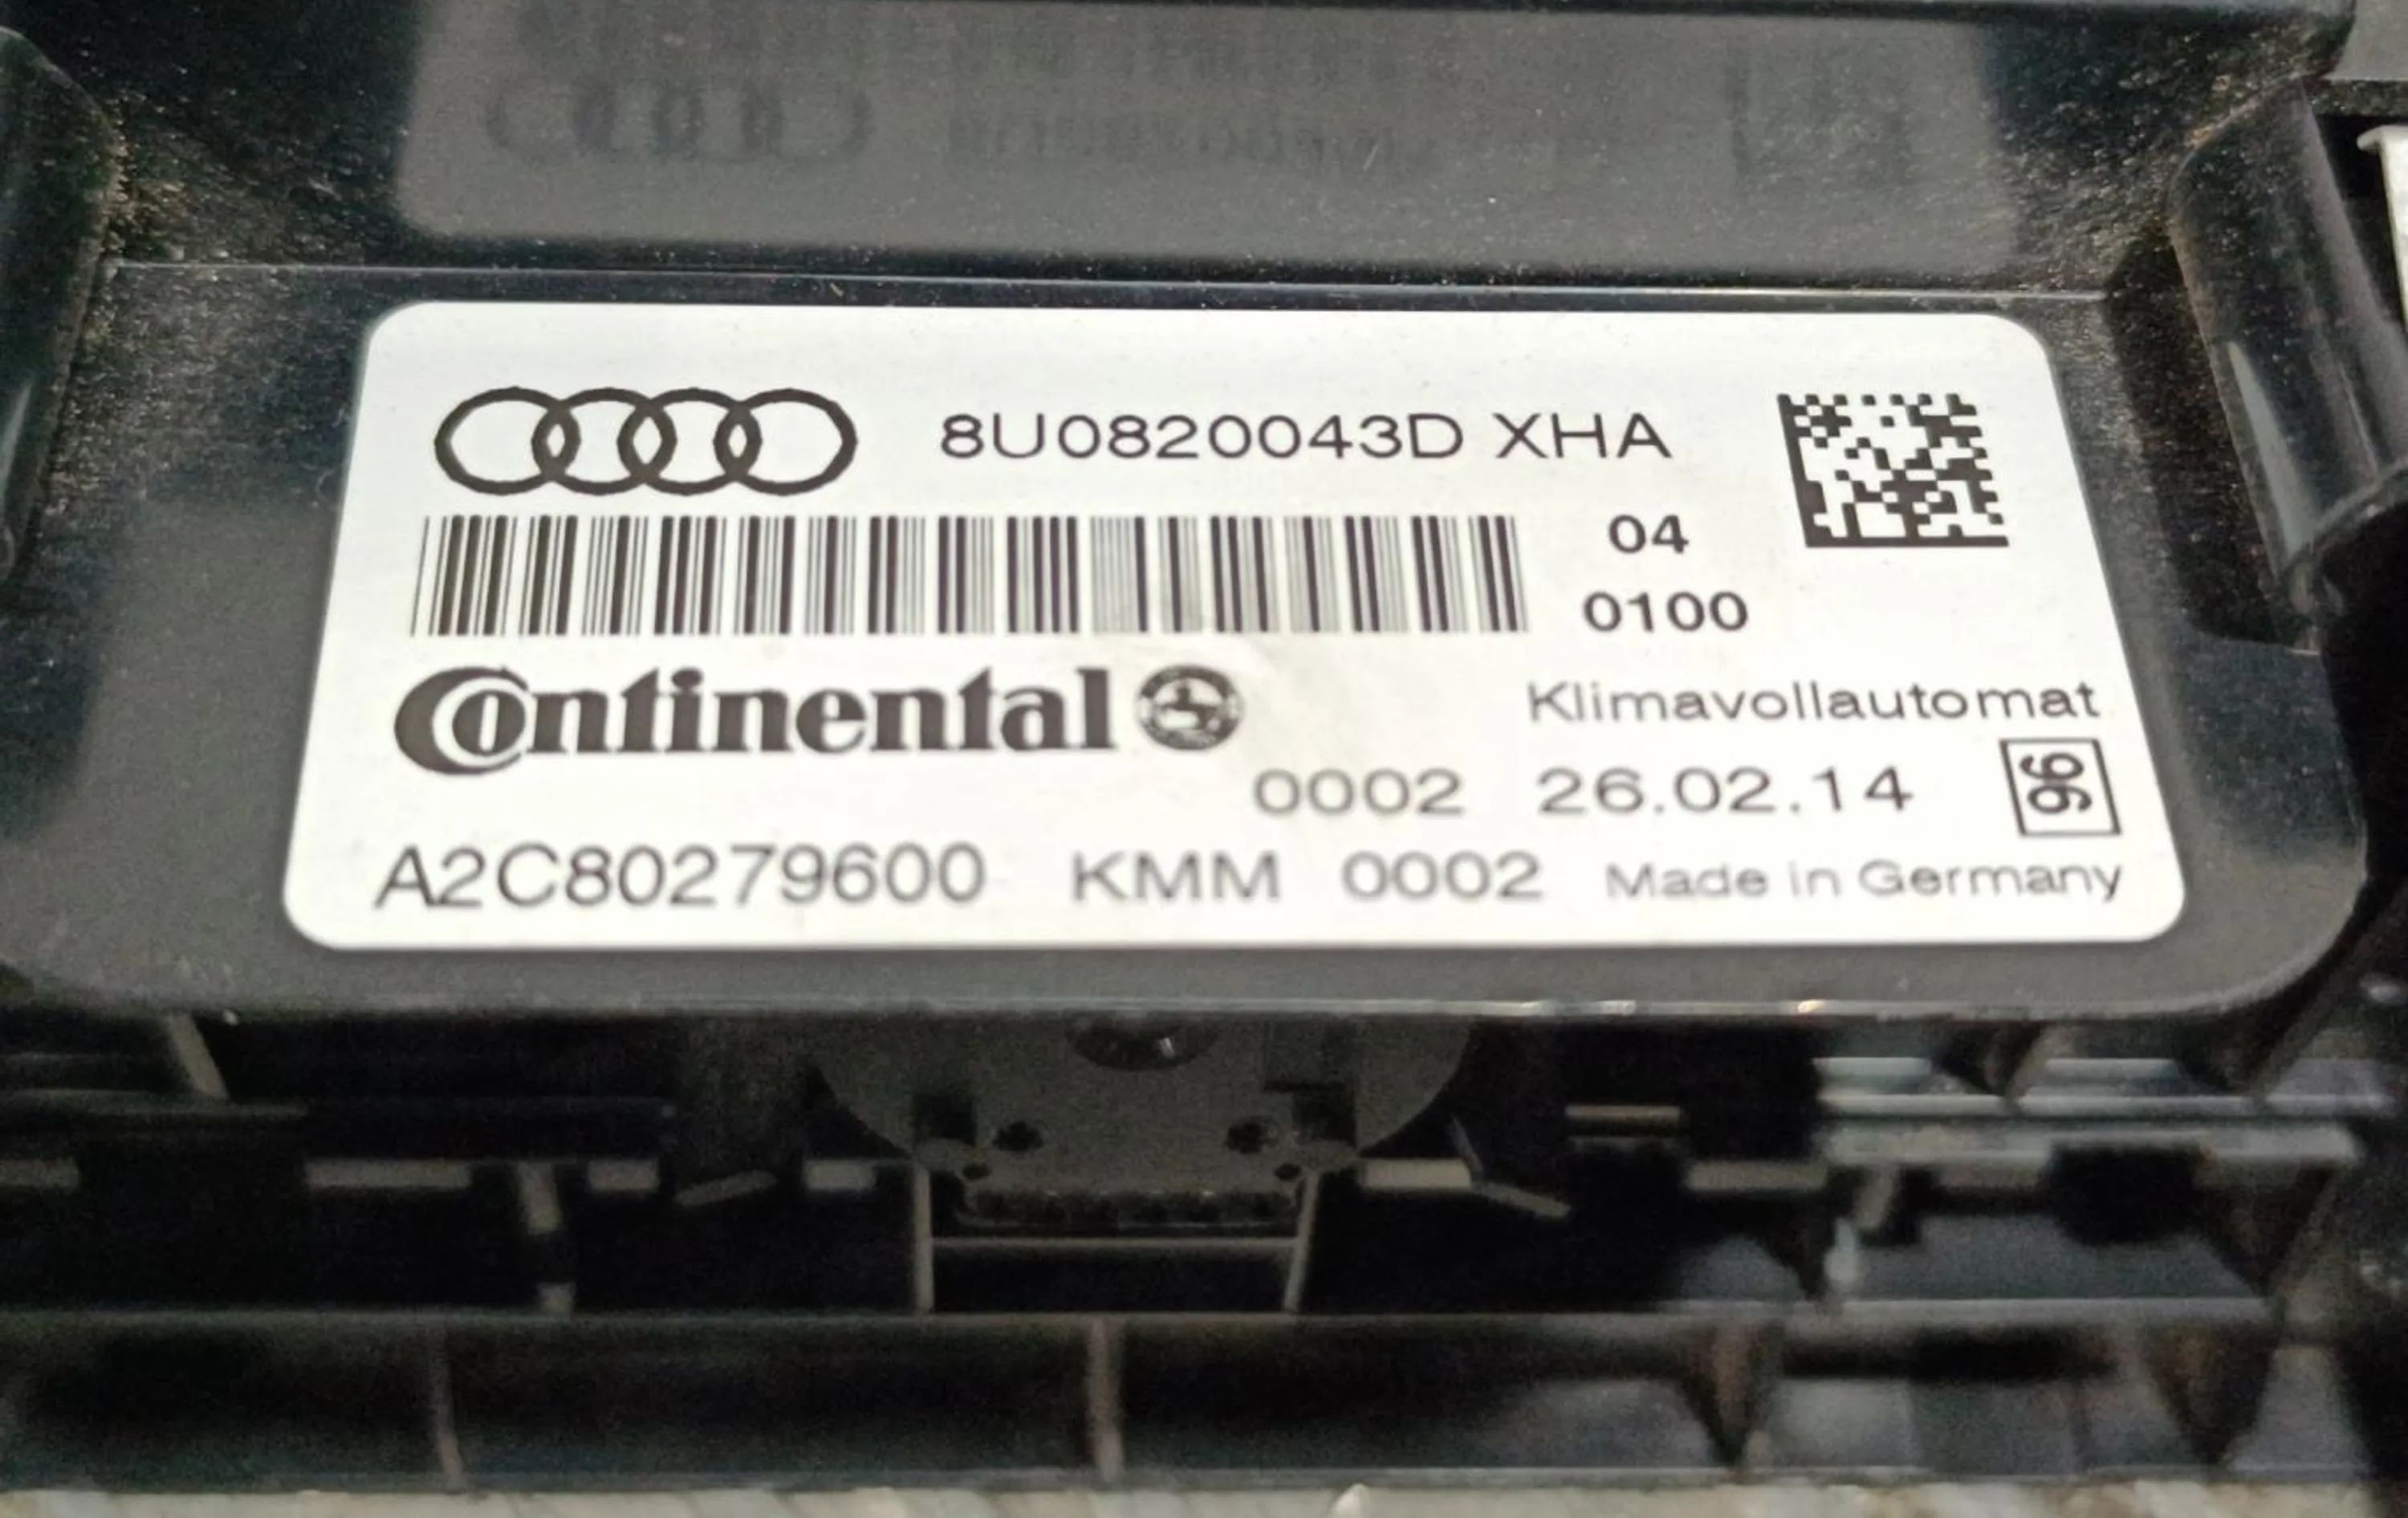 8U0820043D XHA
04
0100
Continental
Klimavollautomat
0002 26.02.14 96
A2C80279600 KMM 0002 Made in Germany